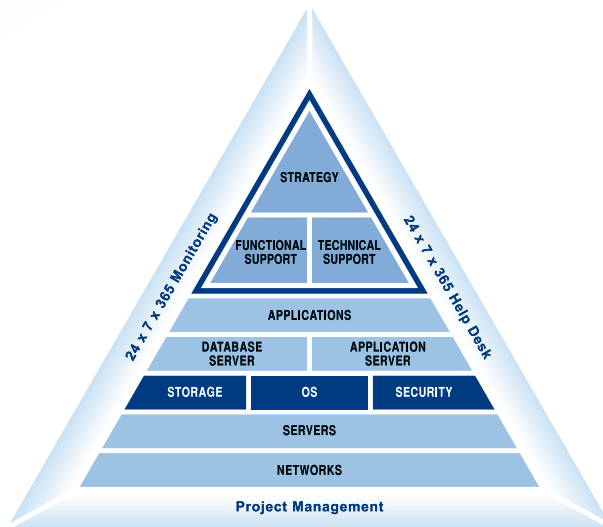 STRATEGY
FUNCTIONAL SUPPORT
TECHNICAL SUPPORT
24 x 7 x 365 Monitoring
24 x 7 x 365 Help Desk
APPLICATIONS
DATABASE SERVER
APPLICATION SERVER
STORAGE
OS
SECURITY
SERVERS
NETWORKS
Project Management